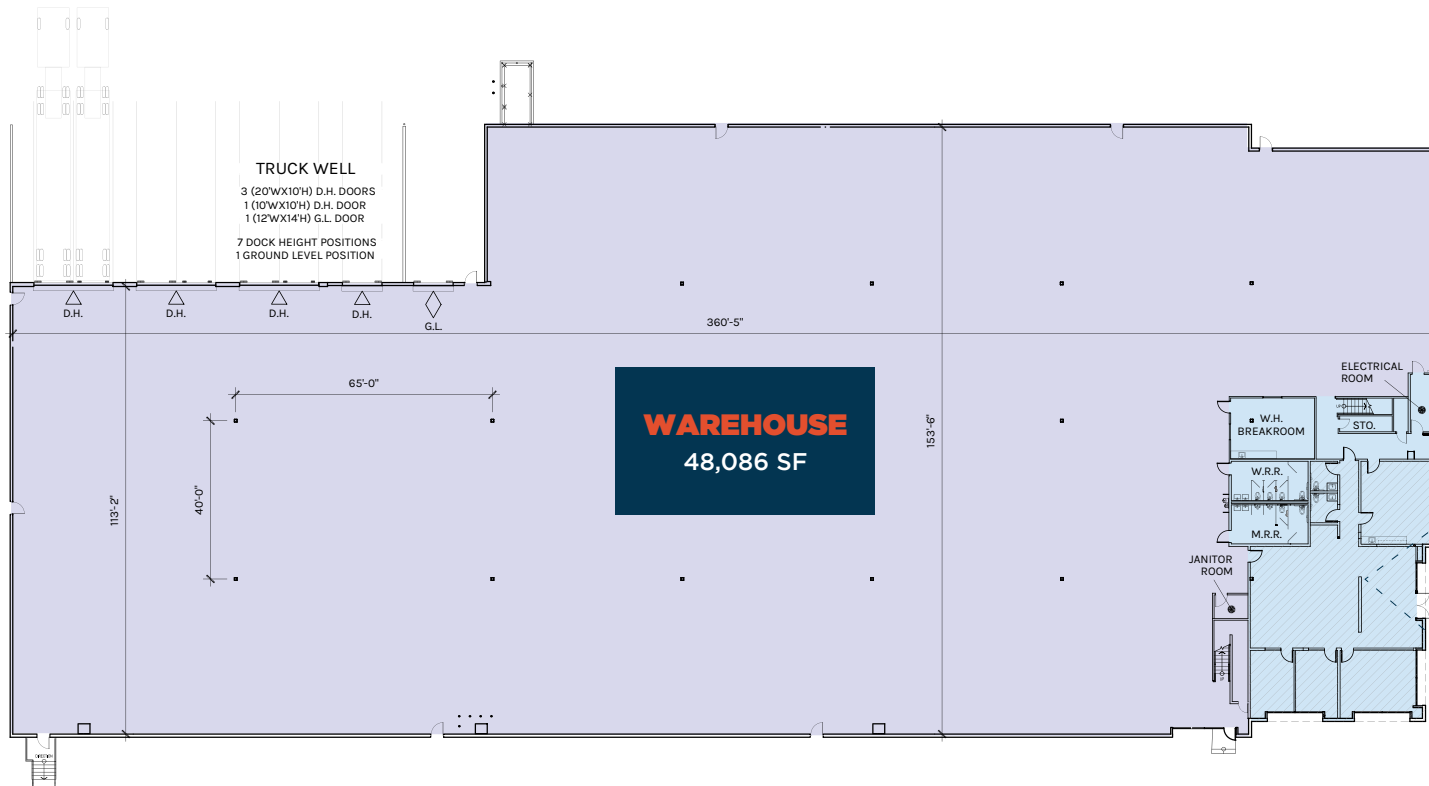 TRUCK WELL
3 (20'WX10'H) D.H. DOORS
1 (10'WX10'H) D.H. DOOR
1 (12'WX14'H) G.L. DOOR
7 DOCK HEIGHT POSITIONS
1 GROUND LEVEL POSITION
D.H.
D.H.
D.H.
D.H.
G.L.
360'-5"
65'-0"
40'-0"
113'-2"
153'-6"
WAREHOUSE
48,086 SF
ELECTRICAL
ROOM
W.H.
BREAKROOM
STO.
W.R.R.
M.R.R.
JANITOR
ROOM